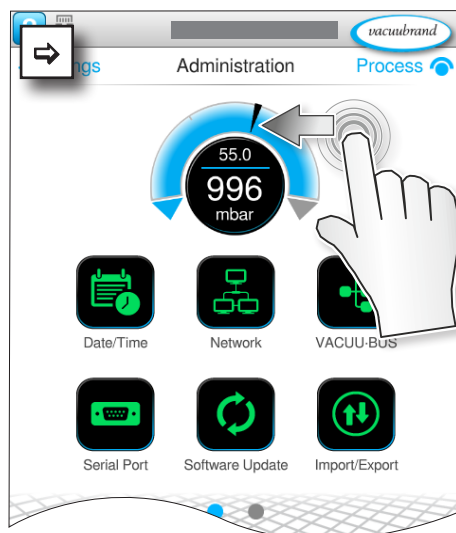 vacuubrand
ngs
Administration
Process
55.0
996
mbar
Date/Time
Network
VACUU·BUS
Serial Port
Software Update
Import/Export